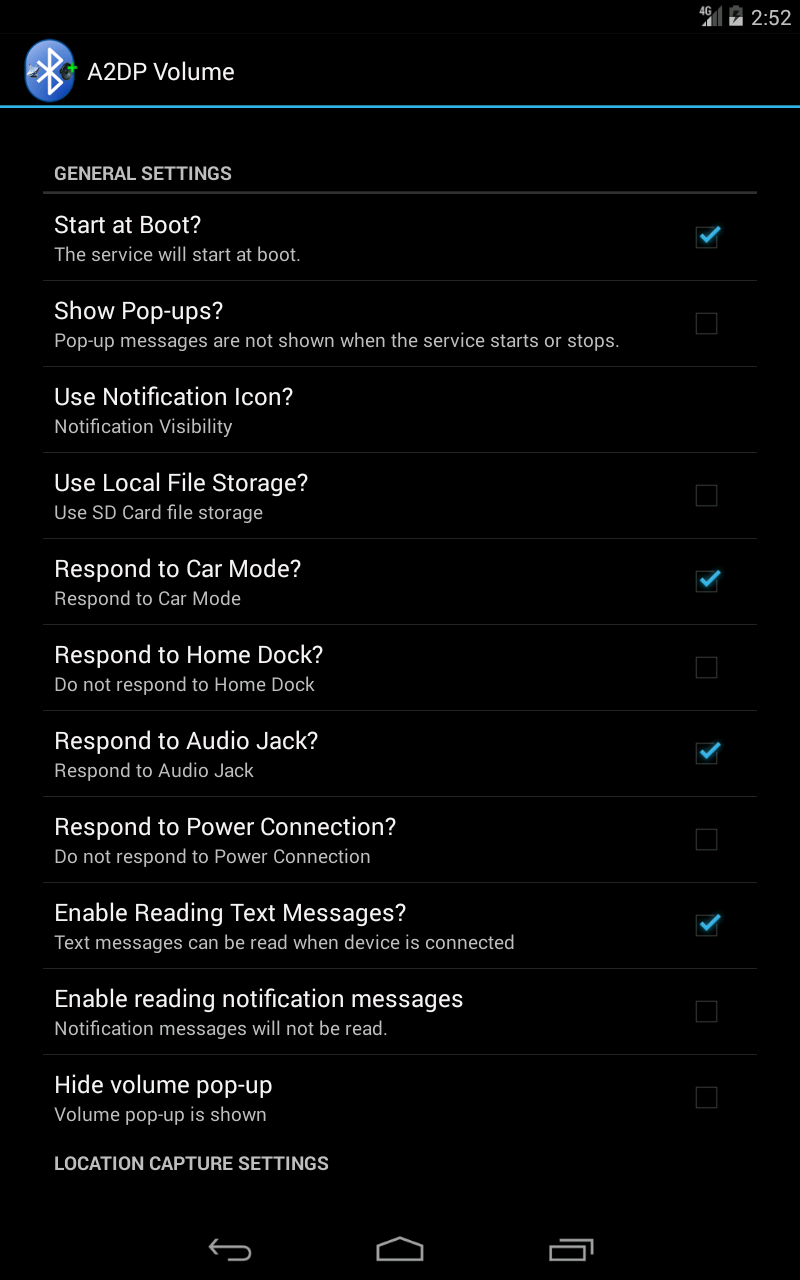 4G 2:52
A2DP Volume
GENERAL SETTINGS
Start at Boot?
The service will start at boot.
Show Pop-ups?
Pop-up messages are not shown when the service starts or stops.
Use Notification Icon?
Notification Visibility
Use Local File Storage?
Use SD Card file storage
Respond to Car Mode?
Respond to Car Mode
Respond to Home Dock?
Do not respond to Home Dock
Respond to Audio Jack?
Respond to Audio Jack
Respond to Power Connection?
Do not respond to Power Connection
Enable Reading Text Messages?
Text messages can be read when device is connected
Enable reading notification messages
Notification messages will not be read.
Hide volume pop-up
Volume pop-up is shown
LOCATION CAPTURE SETTINGS